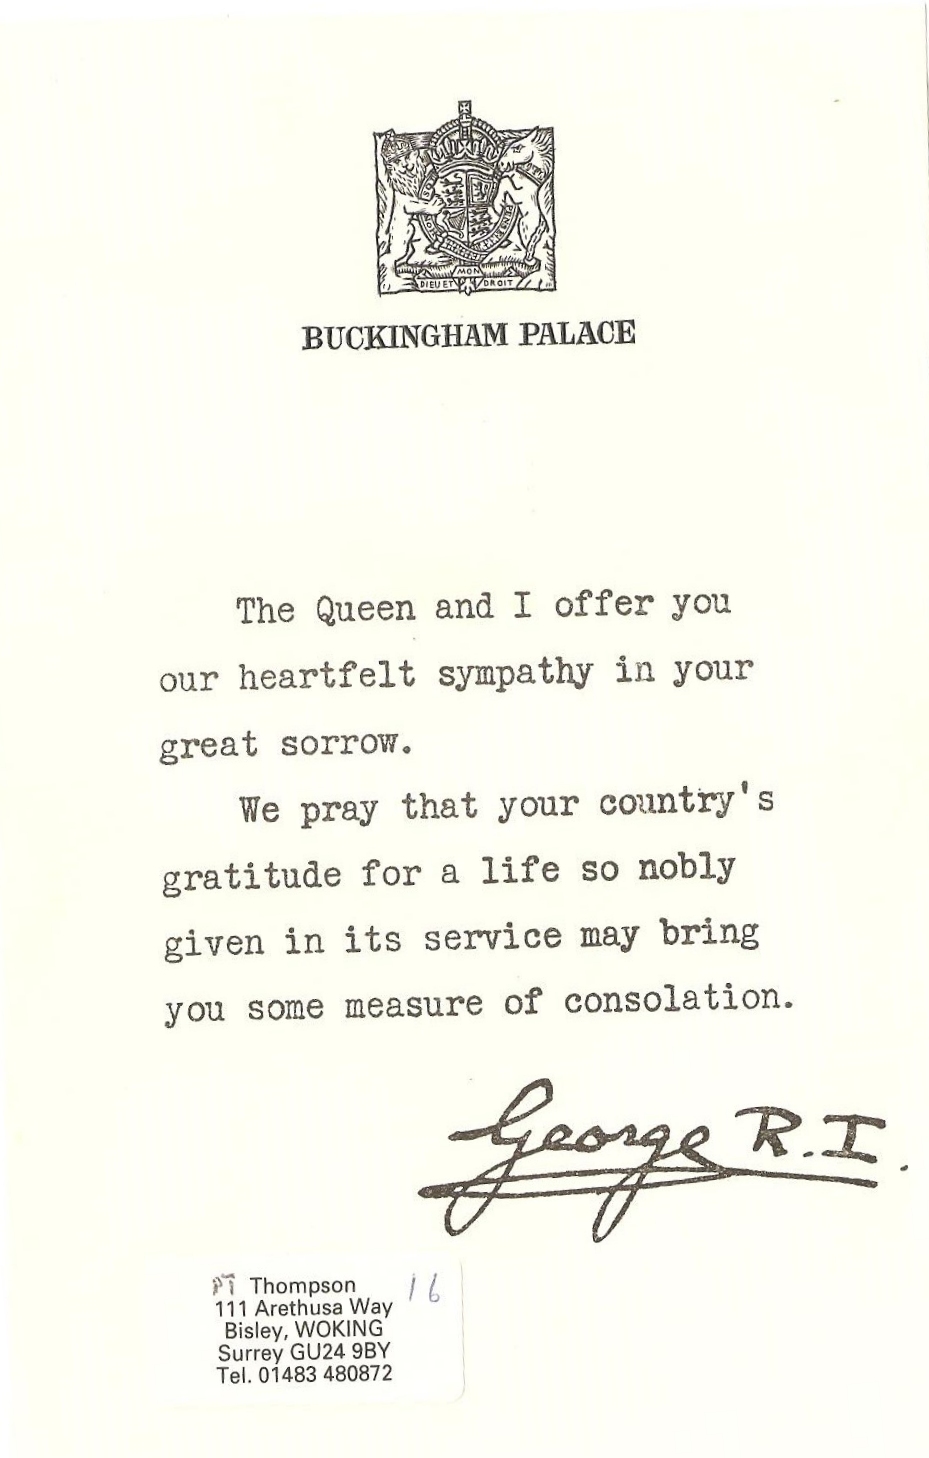 MON
DIEU ET DROIT
BUCKINGHAM PALACE
The Queen and I offer you
our heartfelt sympathy in your
great sorrow.
We pray that your country's
gratitude for a life so nobly
given in its service may bring
you some measure of consolation.
George R.I.
PT Thompson 16
111 Arethusa Way
Bisley, WOKING
Surrey GU24 9BY
Tel. 01483 480872